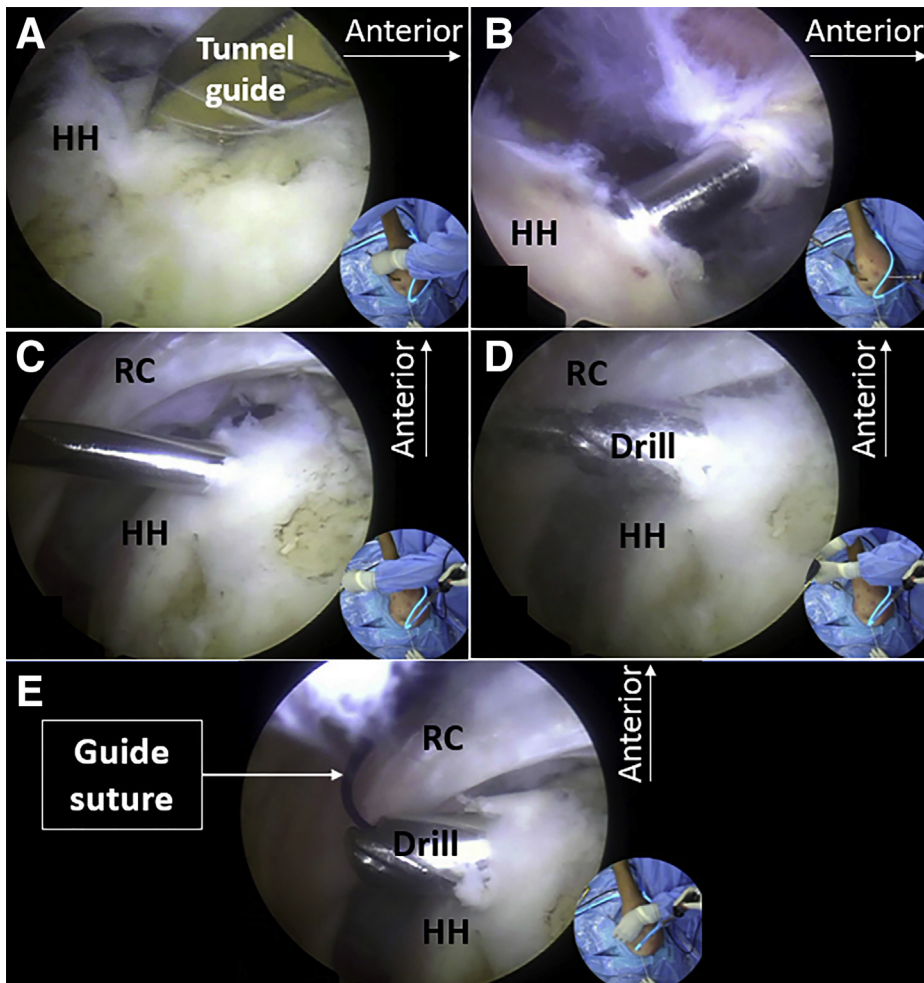 A
Tunnel
guide
Anterior
HH
B
Anterior
HH
C
RC
Anterior
HH
D
RC
Anterior
Drill
HH
E
Guide
suture
RC
Anterior
Drill
HH